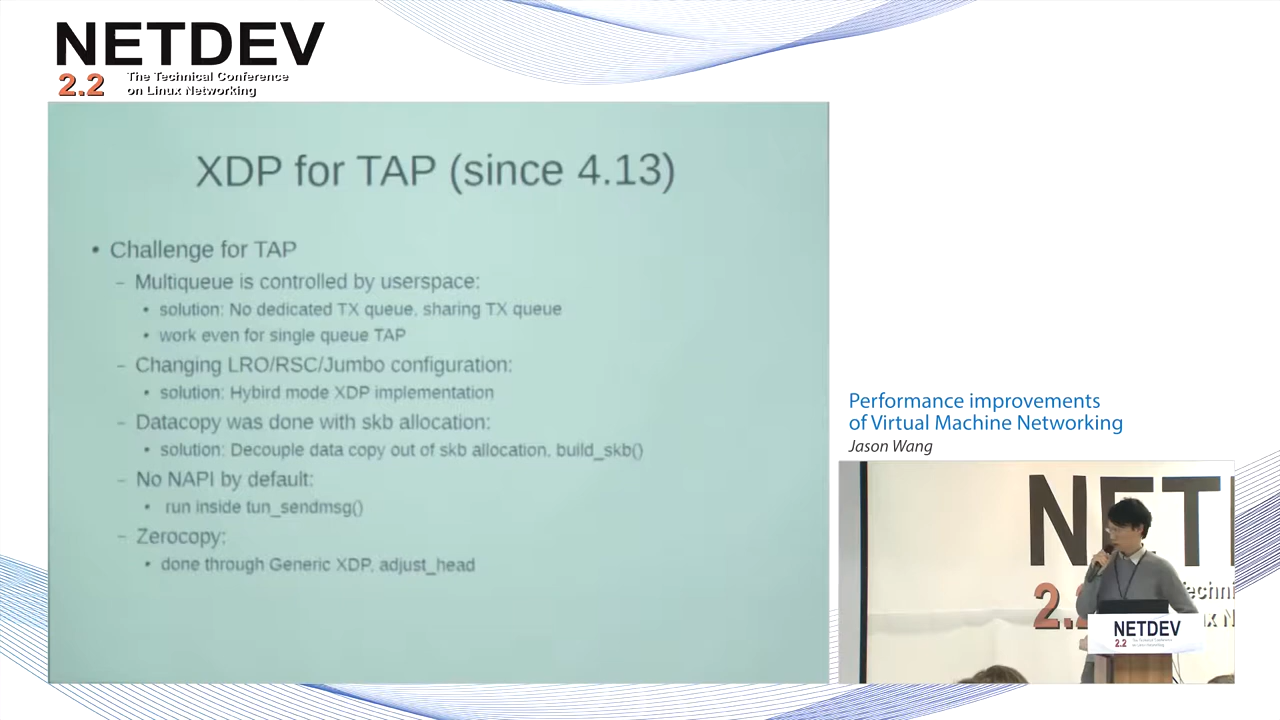 NETDEV
2.2 The Technical Conference
on Linux Networking
XDP for TAP (since 4.13)
• Challenge for TAP
– Multiqueue is controlled by userspace:
• solution: No dedicated TX queue, sharing TX queue
• work even for single queue TAP
– Changing LRO/RSC/Jumbo configuration:
• solution: Hybird mode XDP implementation
– Datacopy was done with skb allocation:
• solution: Decouple data copy out of skb allocation, build_skb()
– No NAPI by default:
• run inside tun_sendmsg()
– Zerocopy:
• done through Generic XDP, adjust_head
Performance improvements
of Virtual Machine Networking
Jason Wang
NETDEV
2.2